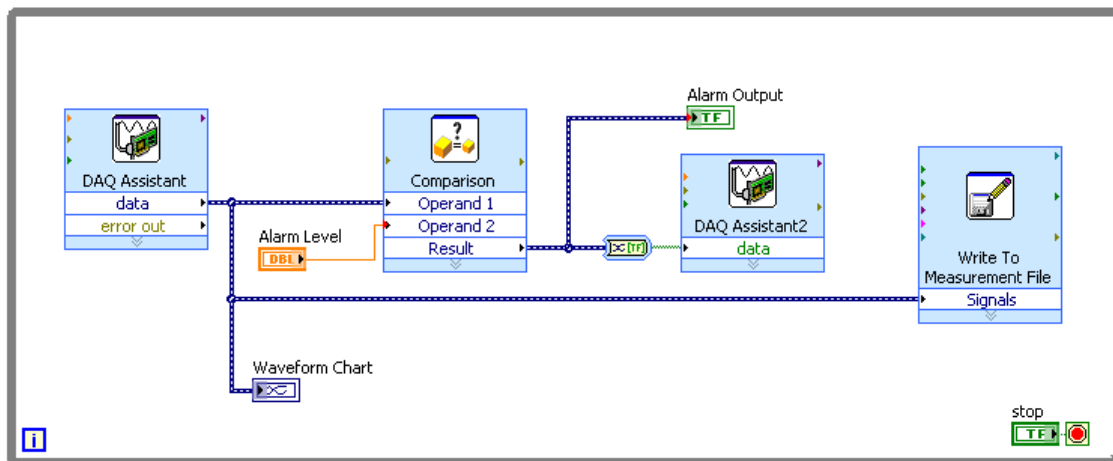 Alarm Output
TF
DAQ Assistant
data
error out
?
=
Comparison
Operand 1
Operand 2
Result
Alarm Level
DBL
[TF]
DAQ Assistant2
data
Write To
Measurement File
Signals
Waveform Chart
stop
TF
i